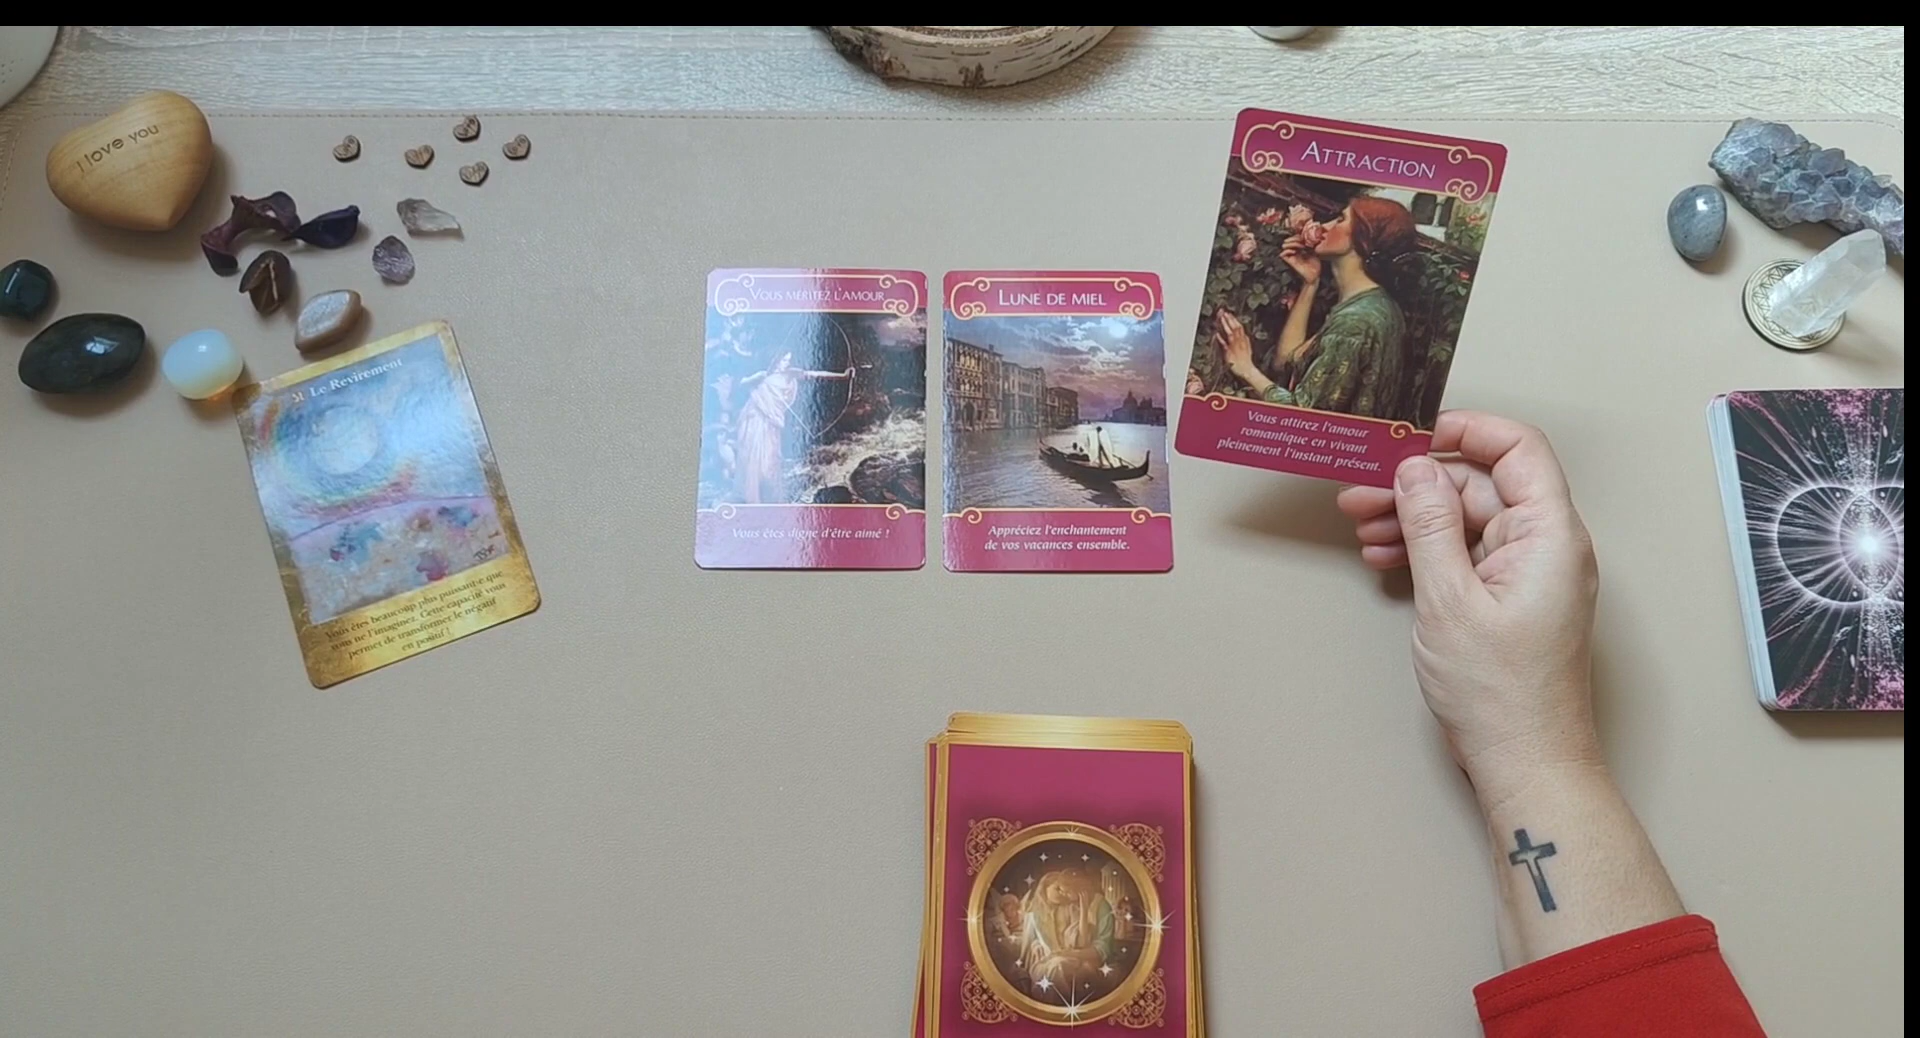 I love you
Love
ATTRACTION
Vous attirez l'amour
romantique en vivant
pleinement l'instant présent.
VOUS MÉRITEZ L'AMOUR
Vous êtes digne d'être aimé !
LUNE DE MIEL
Appréciez l'enchantement
de vos vacances ensemble.
Le Revirement
Vous êtes beaucoup plus puissant·e que
vous ne l'imaginez. Cette capacité vous
permet de transformer le négatif
en positif !